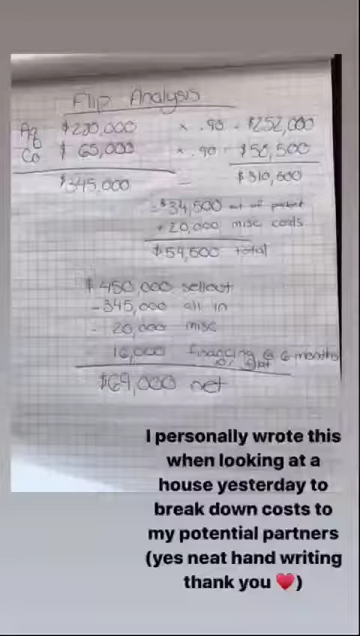 Flip Analysis
Aq $280,000 x .90 = $252,000
Co $ 65,000 x .90 = $58,500
$345,000 = $310,500
$34,500 out of pocket
+20,000 misc costs
$54,500 total
$450,000 sellout
-345,000 all in
- 20,000 misc
- 16,000 financing @ 6 months
$69,000 net
I personally wrote this
when looking at a
house yesterday to
break down costs to
my potential partners
(yes neat hand writing
thank you ♥️)